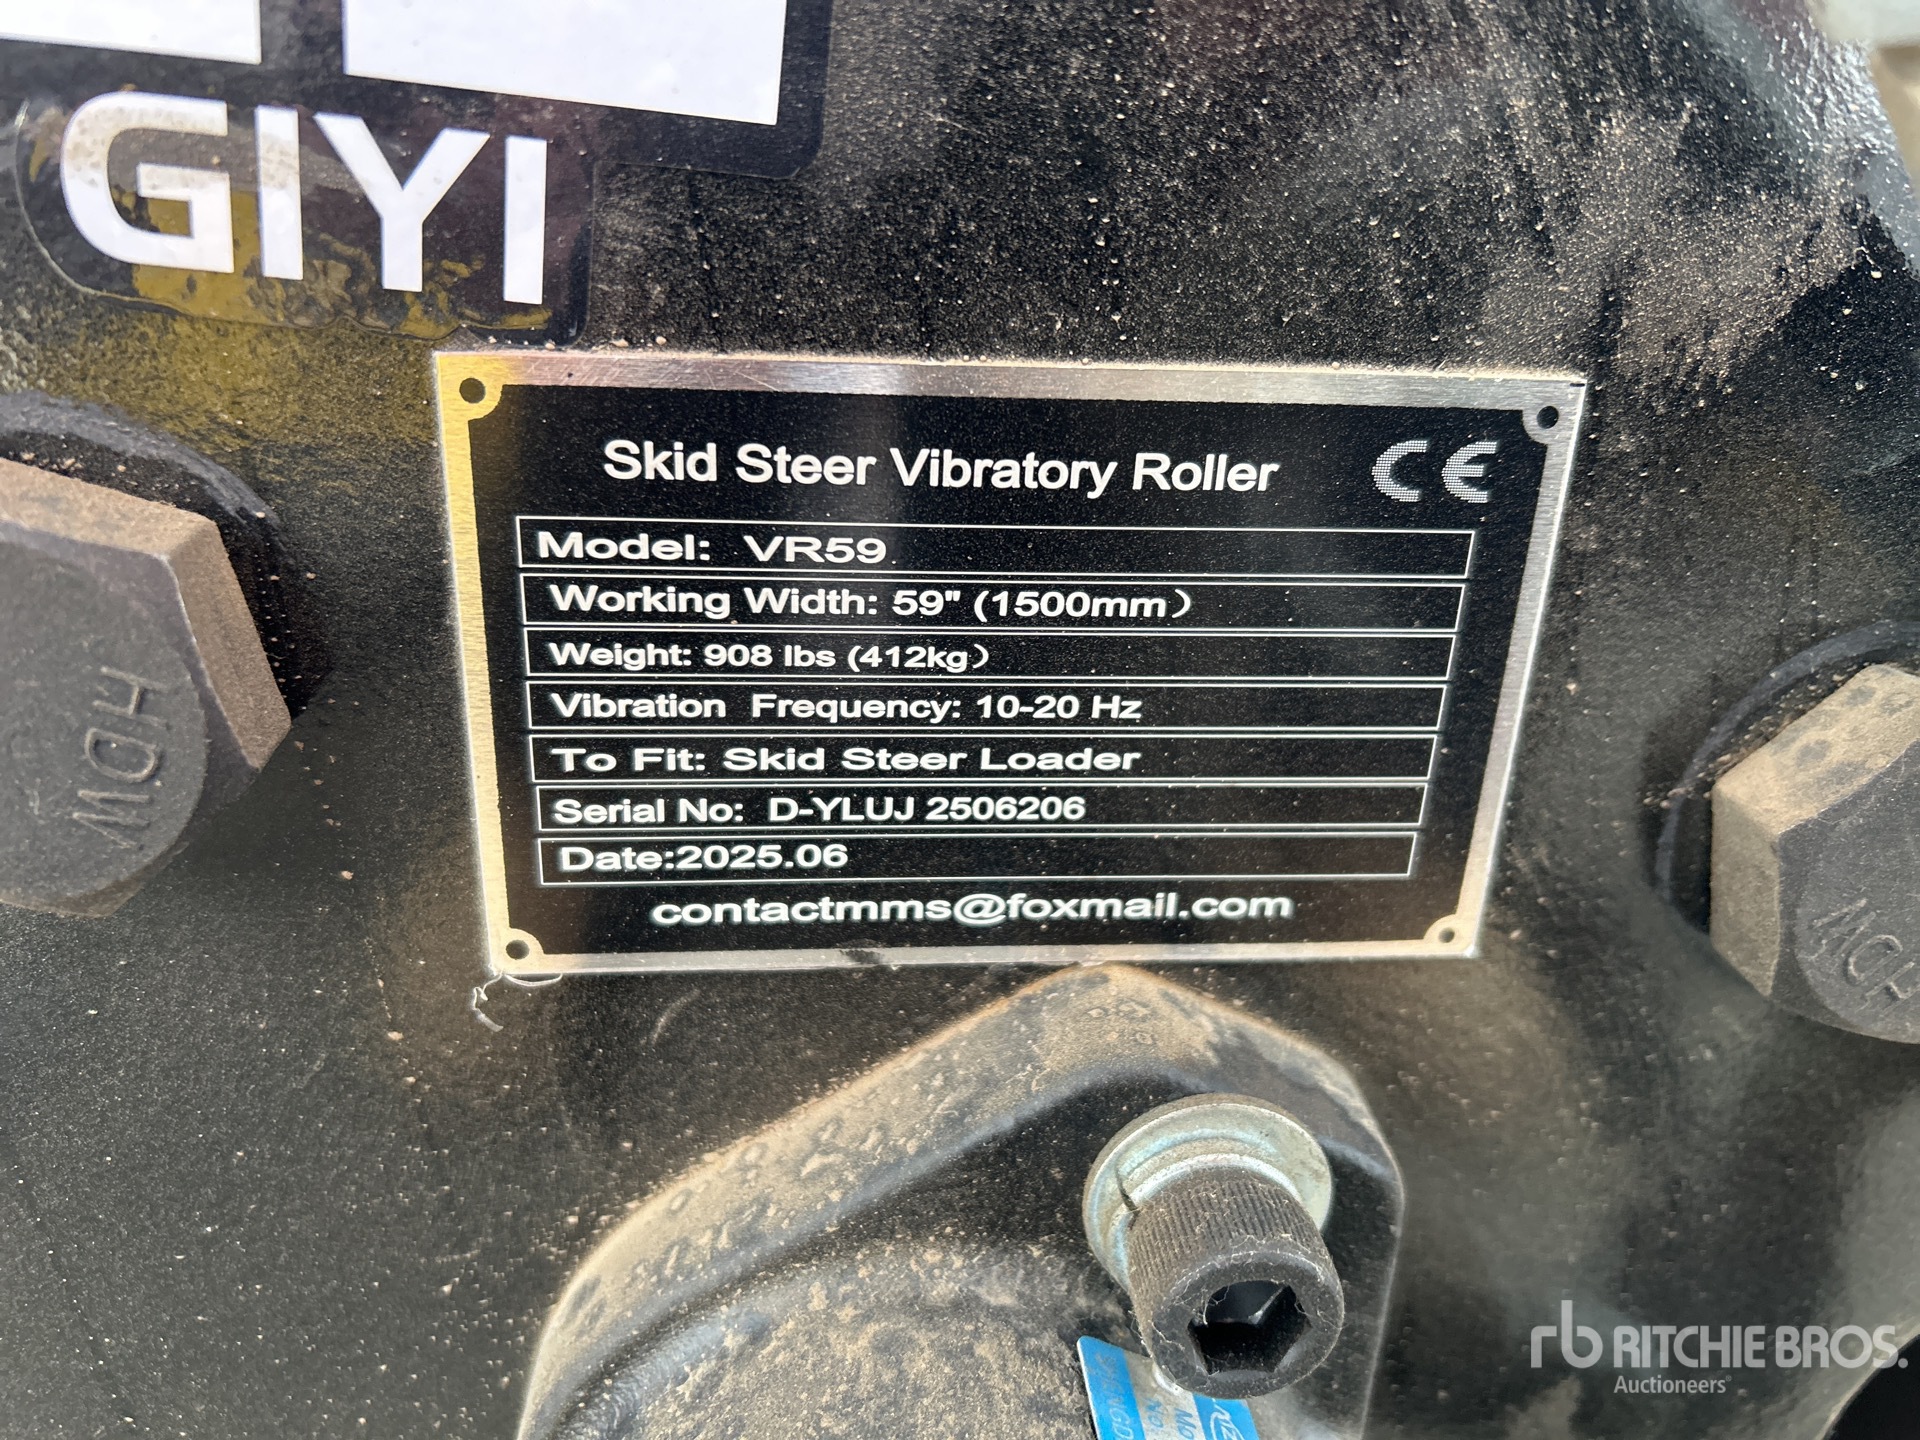 GIYI
Skid Steer Vibratory Roller CE
Model: VR59
Working Width: 59" (1500mm)
Weight: 908 lbs (412kg)
Vibration Frequency: 10-20 Hz
To Fit: Skid Steer Loader
Serial No: D-YLUJ 2506206
Date:2025.06
contactmms@foxmail.com
HDW
HDW
rb RITCHIE BROS.
Auctioneers